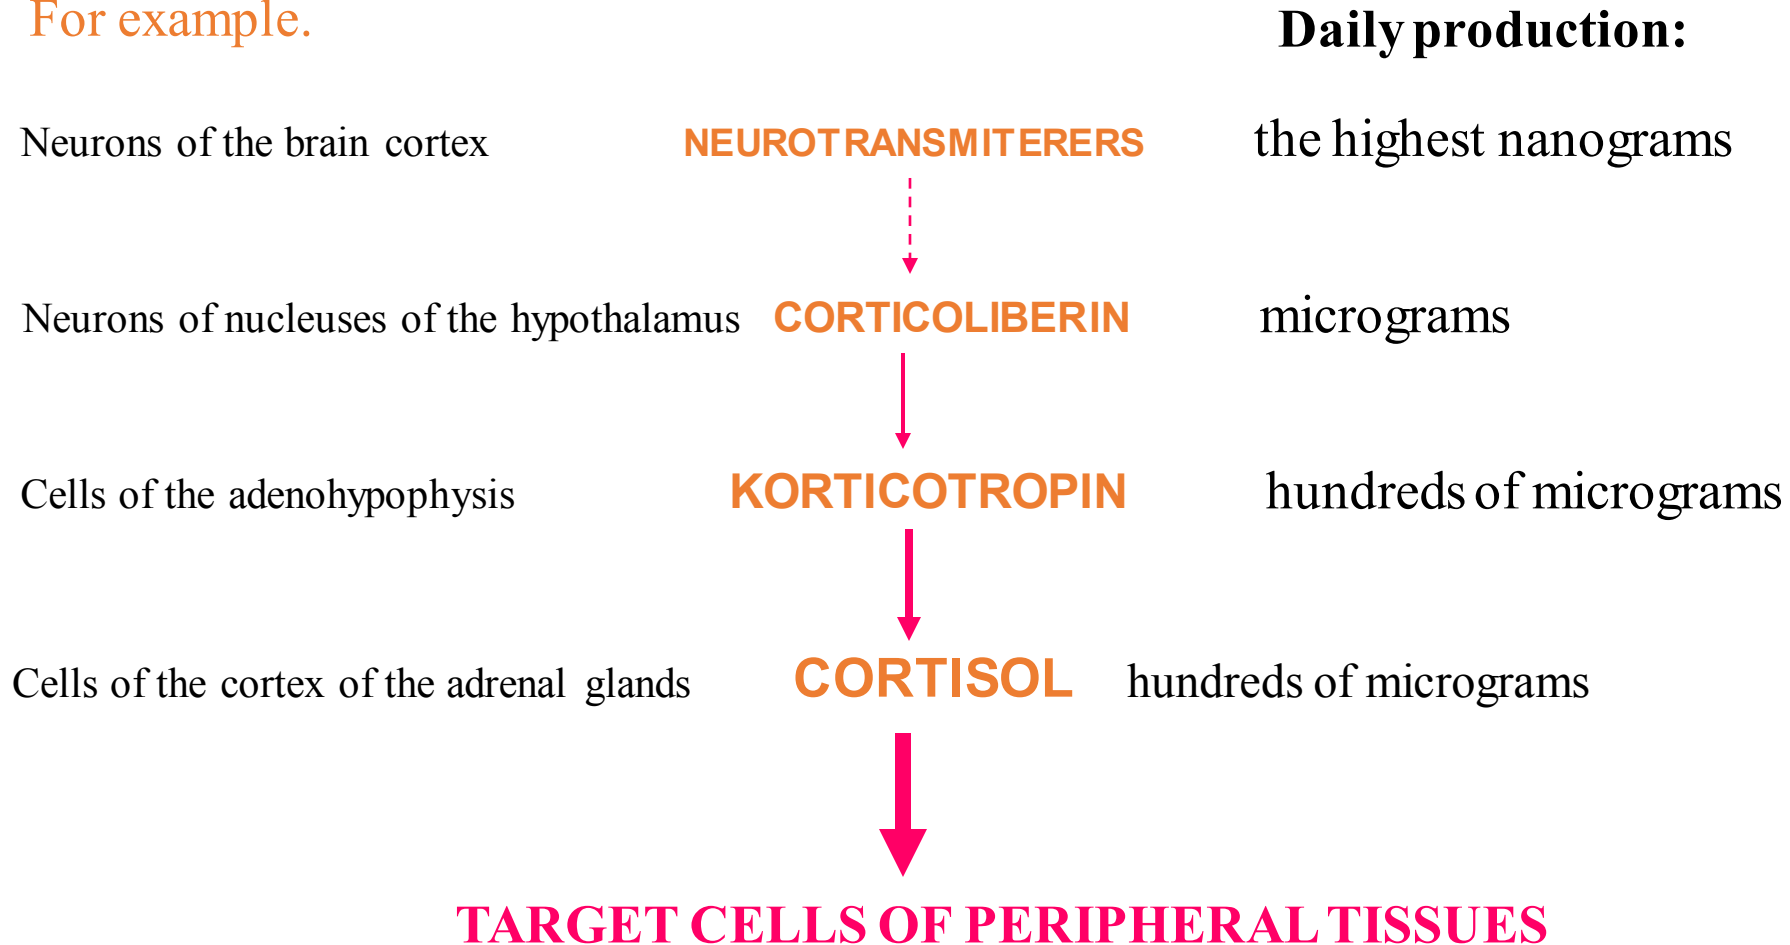 For example.
Daily production:
Neurons of the brain cortex NEUROTRANSMITERERS the highest nanograms
Neurons of nucleuses of the hypothalamus CORTICOLIBERIN micrograms
Cells of the adenohypophysis KORTICOTROPIN hundreds of micrograms
Cells of the cortex of the adrenal glands CORTISOL hundreds of micrograms
TARGET CELLS OF PERIPHERAL TISSUES